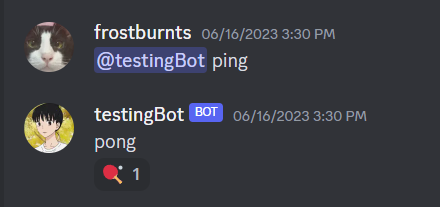 frostburnts 06/16/2023 3:30 PM
@testingBot ping
testingBot BOT 06/16/2023 3:30 PM
pong
1